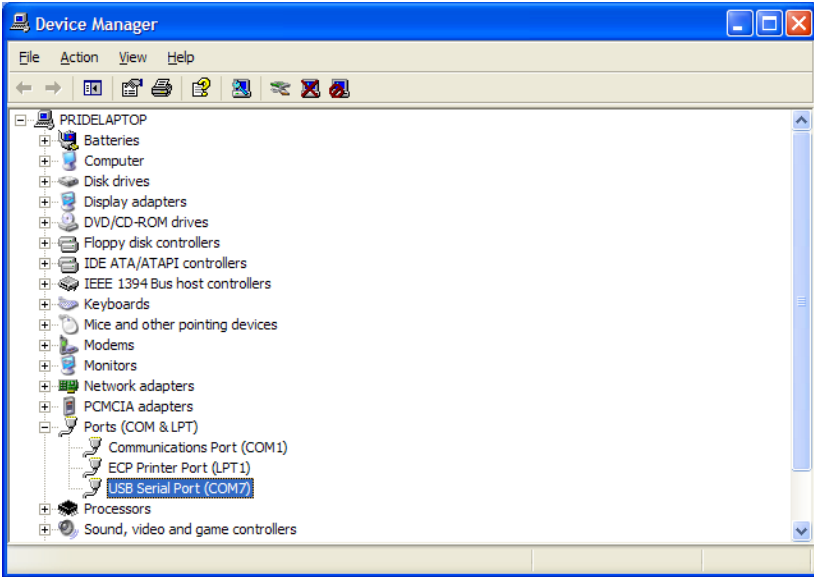 Device Manager
File Action View Help
PRIDELAPTOP
Batteries
Computer
Disk drives
Display adapters
DVD/CD-ROM drives
Floppy disk controllers
IDE ATA/ATAPI controllers
IEEE 1394 Bus host controllers
Keyboards
Mice and other pointing devices
Modems
Monitors
Network adapters
PCMCIA adapters
Ports (COM & LPT)
Communications Port (COM1)
ECP Printer Port (LPT1)
USB Serial Port (COM7)
Processors
Sound, video and game controllers